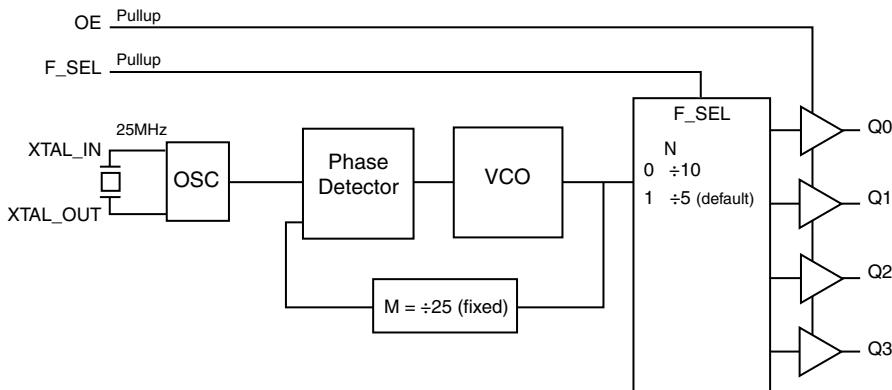 OE Pullup
F_SEL Pullup
25MHz
XTAL_IN
XTAL_OUT
OSC
Phase
Detector
VCO
M = ÷25 (fixed)
F_SEL
N
0 ÷10
1 ÷5 (default)
Q0
Q1
Q2
Q3